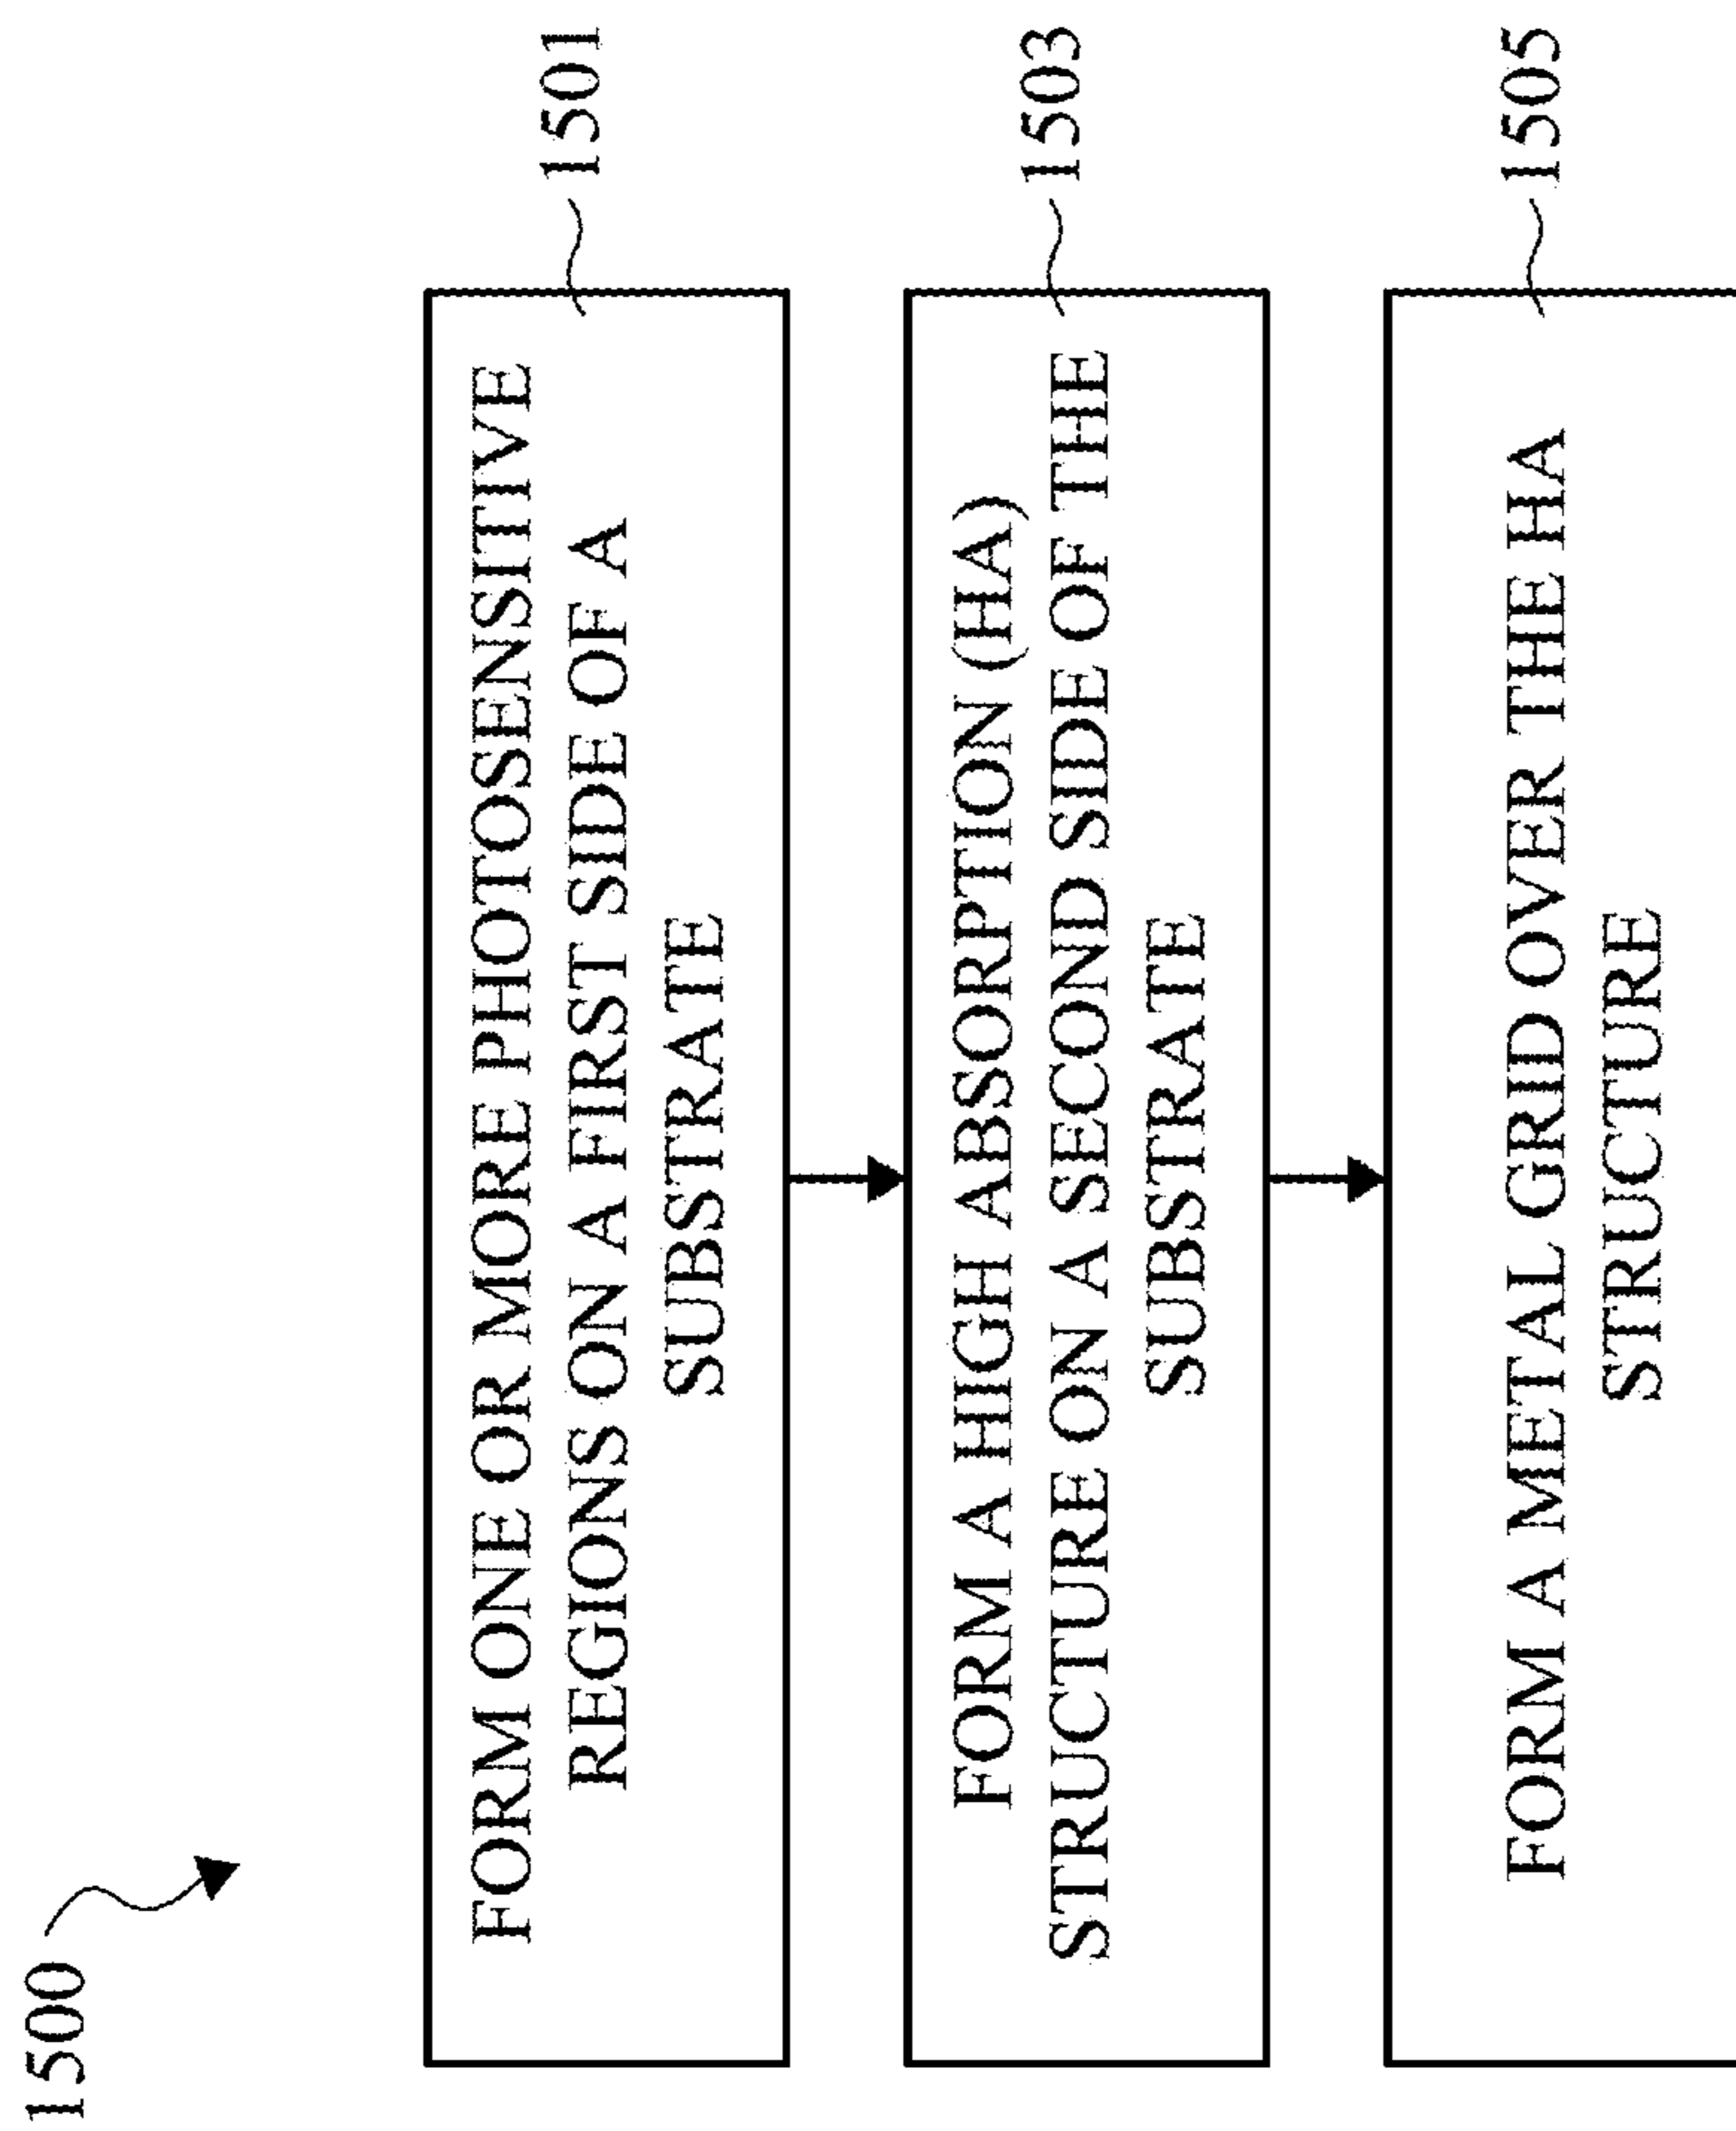 1500
FORM ONE OR MORE PHOTOSENSITIVE
REGIONS ON A FIRST SIDE OF A
SUBSTRATE
1501
FORM A HIGH ABSORPTION (HA)
STRUCTURE ON A SECOND SIDE OF THE
SUBSTRATE
1503
FORM A METAL GRID OVER THE HA
STRUCTURE
1505